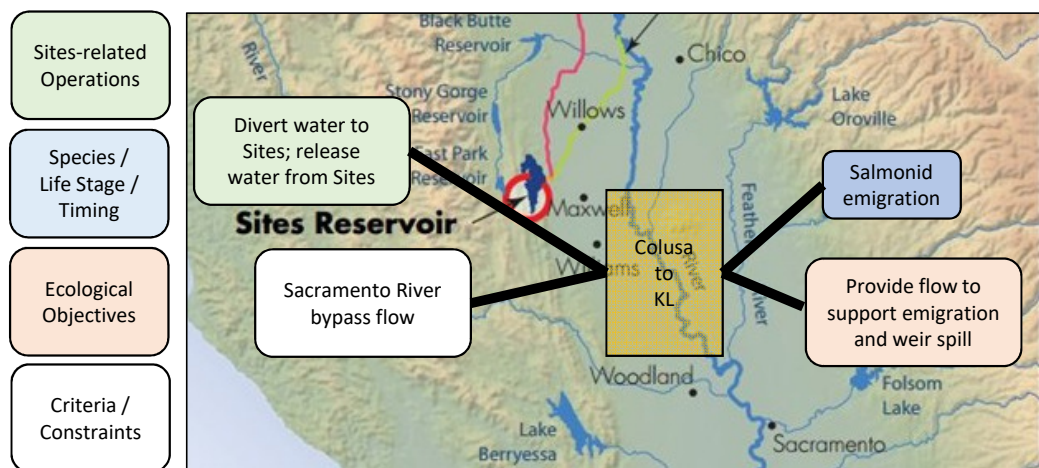 Sites-related
Operations
Species /
Life Stage /
Timing
Ecological
Objectives
Criteria /
Constraints
River
Black Butte
Reservoir
Chico
Stony Gorge
Reservoir
Willows
Lake
Oroville
Divert water to
Sites; release
water from Sites
East Park
Reservoir
Sites Reservoir
Maxwell
Williams
Feather River
Salmonid
emigration
Colusa
to
KL
River
Sacramento River
bypass flow
Provide flow to
support emigration
and weir spill
Woodland
Folsom
Lake
Lake
Berryessa
Sacramento